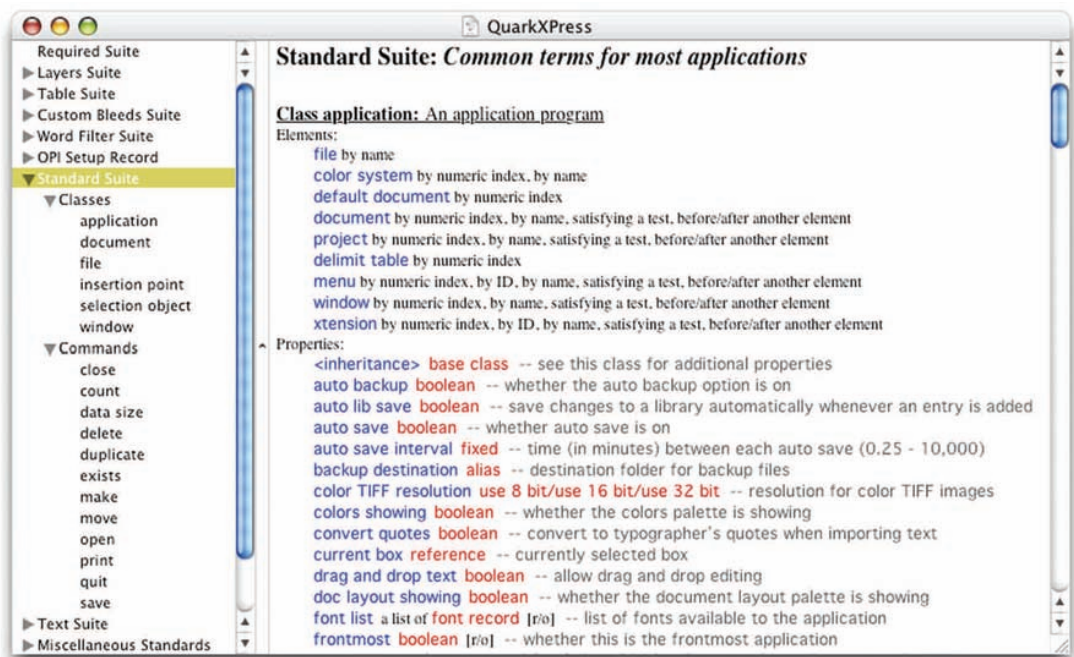 QuarkXPress
Required Suite
Layers Suite
Table Suite
Custom Bleeds Suite
Word Filter Suite
OPI Setup Record
Standard Suite
Classes
application
document
file
insertion point
selection object
window
Commands
close
count
data size
delete
duplicate
exists
make
move
open
print
quit
save
Text Suite
Miscellaneous Standards
Standard Suite: Common terms for most applications
Class application: An application program
Elements:
file by name
color system by numeric index, by name
default document by numeric index
document by numeric index, by name, satisfying a test, before/after another element
project by numeric index, by name, satisfying a test, before/after another element
delimit table by numeric index
menu by numeric index, by ID, by name, satisfying a test, before/after another element
window by numeric index, by name, satisfying a test, before/after another element
xtension by numeric index, by ID, by name, satisfying a test, before/after another element
Properties:
<inheritance> base class -- see this class for additional properties
auto backup boolean -- whether the auto backup option is on
auto lib save boolean -- save changes to a library automatically whenever an entry is added
auto save boolean -- whether auto save is on
auto save interval fixed -- time (in minutes) between each auto save (0.25 - 10,000)
backup destination alias -- destination folder for backup files
color TIFF resolution use 8 bit/use 16 bit/use 32 bit -- resolution for color TIFF images
colors showing boolean -- whether the colors palette is showing
convert quotes boolean -- convert to typographer's quotes when importing text
current box reference -- currently selected box
drag and drop text boolean -- allow drag and drop editing
doc layout showing boolean -- whether the document layout palette is showing
font list a list of font record [r/o] -- list of fonts available to the application
frontmost boolean [r/o] -- whether this is the frontmost application